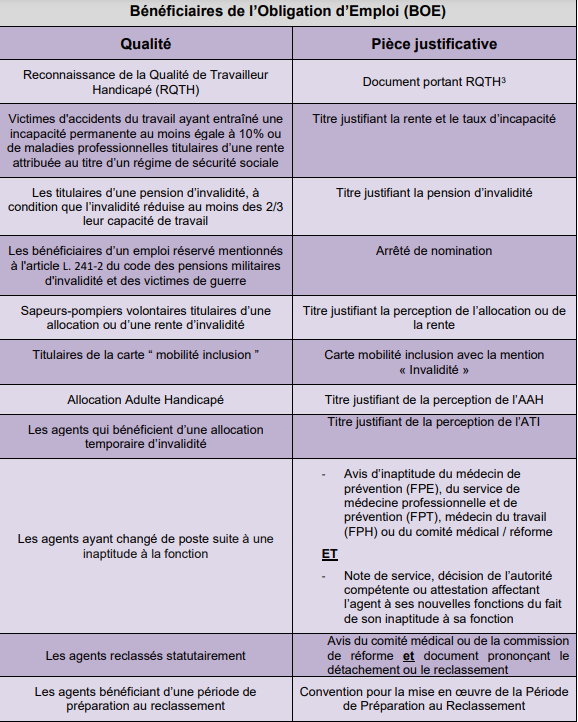 Bénéficiaires de l'Obligation d'Emploi (BOE)
Qualité
Pièce justificative
Reconnaissance de la Qualité de Travailleur
Handicapé (RQTH)
Document portant RQTH³
Victimes d'accidents du travail ayant entraîné une
incapacité permanente au moins égale à 10% ou
de maladies professionnelles titulaires d'une rente
attribuée au titre d'un régime de sécurité sociale
Titre justifiant la rente et le taux d'incapacité
Les titulaires d'une pension d'invalidité, à
condition que l'invalidité réduise au moins des 2/3
leur capacité de travail
Titre justifiant la pension d'invalidité
Les bénéficiaires d'un emploi réservé mentionnés
à l'article L. 241-2 du code des pensions militaires
d'invalidité et des victimes de guerre
Arrêté de nomination
Sapeurs-pompiers volontaires titulaires d'une
allocation ou d'une rente d'invalidité
Titre justifiant la perception de l'allocation ou de
la rente
Titulaires de la carte " mobilité inclusion "
Carte mobilité inclusion avec la mention
« Invalidité »
Allocation Adulte Handicapé
Titre justifiant de la perception de l'AAH
Les agents qui bénéficient d'une allocation
temporaire d'invalidité
Titre justifiant de la perception de l'ATI
Les agents ayant changé de poste suite à une
inaptitude à la fonction
- Avis d'inaptitude du médecin de
prévention (FPE), du service de
médecine professionnelle et de
prévention (FPT), médecin du travail
(FPH) ou du comité médical / réforme
ET
- Note de service, décision de l'autorité
compétente ou attestation affectant
l'agent à ses nouvelles fonctions du fait
de son inaptitude à sa fonction
Les agents reclassés statutairement
Avis du comité médical ou de la commission
de réforme et document prononçant le
détachement ou le reclassement
Les agents bénéficiant d'une période de
préparation au reclassement
Convention pour la mise en œuvre de la Période
de Préparation au Reclassement